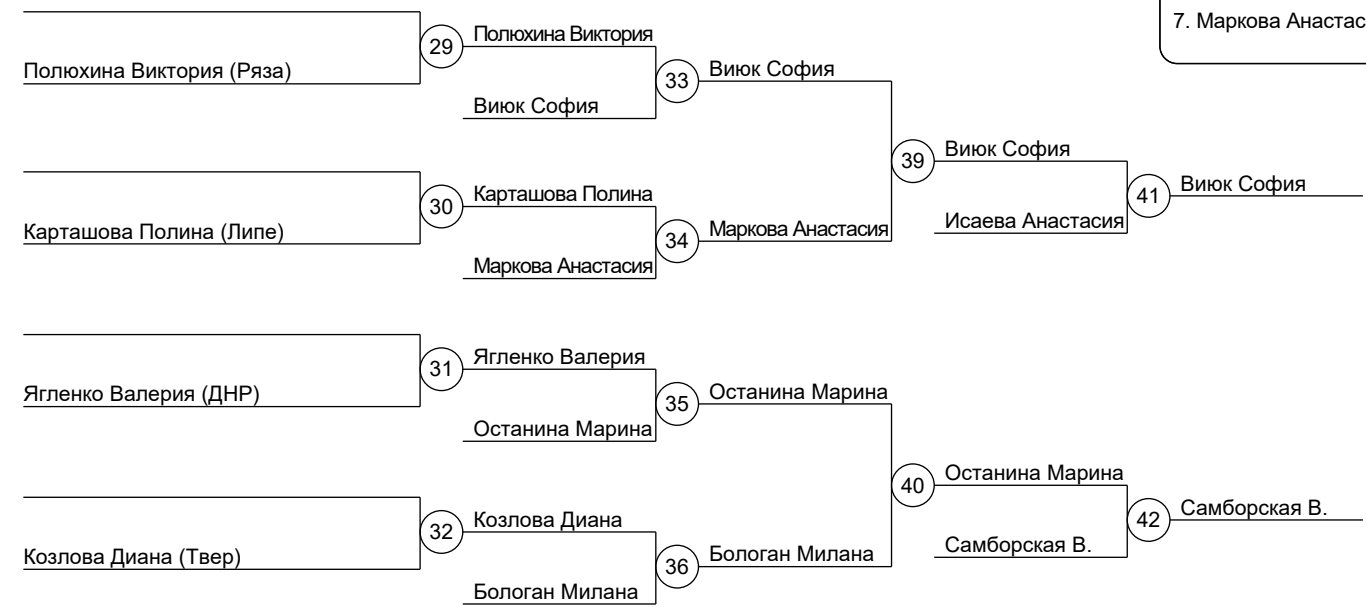 7. Маркова Анастас
29
Полюхина Виктория
Полюхина Виктория (Ряза)
33
Виюк София
Виюк София
39
Виюк София
41
Виюк София
30
Карташова Полина
Карташова Полина (Липе)
34
Маркова Анастасия
Исаева Анастасия
Маркова Анастасия
31
Ягленко Валерия
Ягленко Валерия (ДНР)
35
Останина Марина
Останина Марина
40
Останина Марина
42
Самборская В.
32
Козлова Диана
Козлова Диана (Твер)
36
Бологан Милана
Самборская В.
Бологан Милана